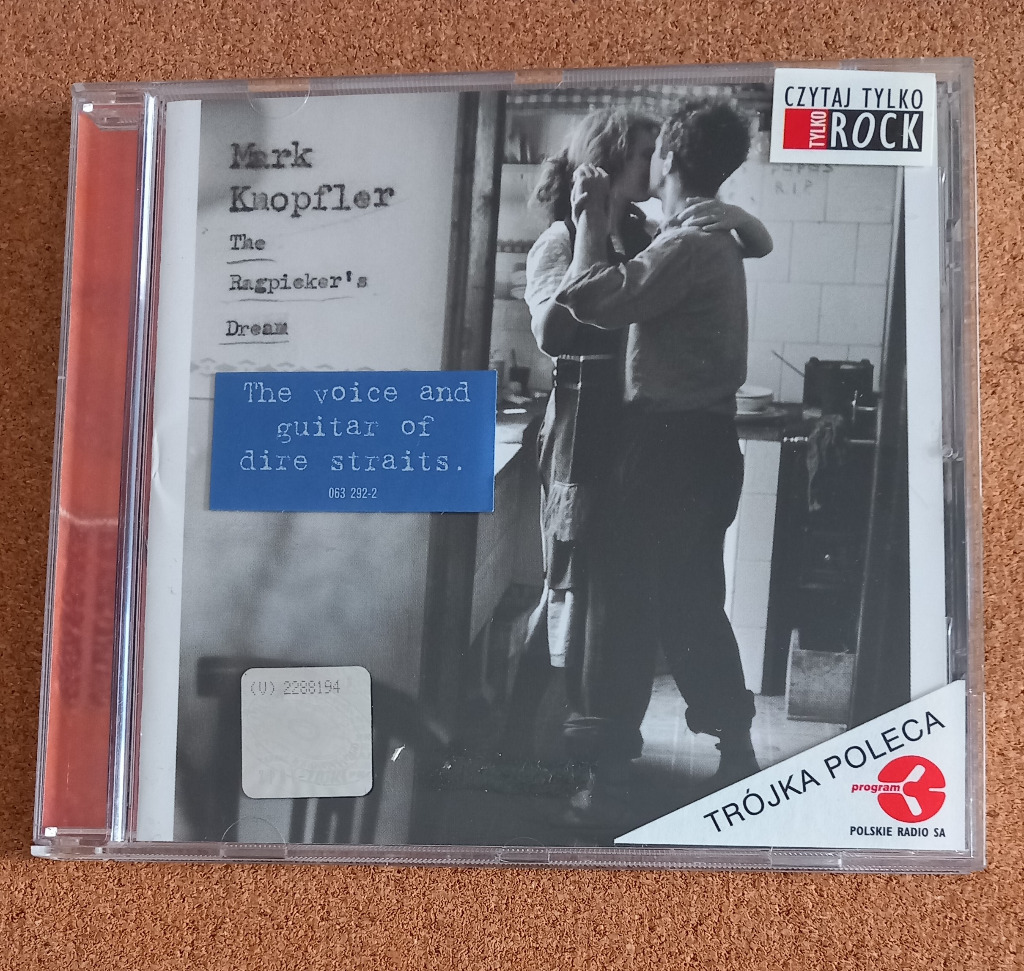 Mark
Knopfler
The
Ragpicker's
Dream
CZYTAJ TYLKO
TYLKO
ROCK
R.I.P
The voice and
guitar of
dire straits.
063 292-2
(V) 2288194
TRÓJKA POLECA
program
POLSKIE RADIO SA